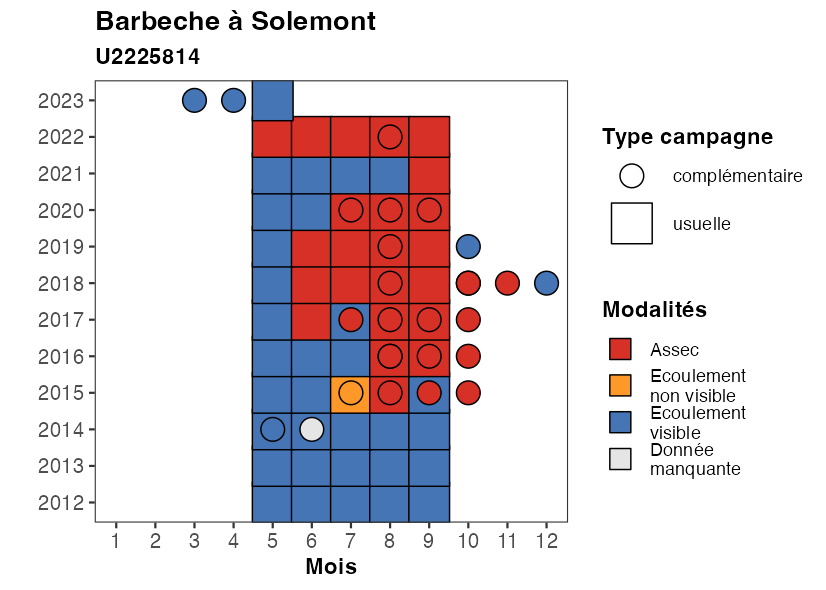 Barbeche à Solemont
U2225814
2023
2022
2021
2020
2019
2018
2017
2016
2015
2014
2013
2012
1 2 3 4 5 6 7 8 9 10 11 12
Mois
Type campagne
complémentaire
usuelle
Modalités
Assec
Ecoulement
non visible
Ecoulement
visible
Donnée
manquante